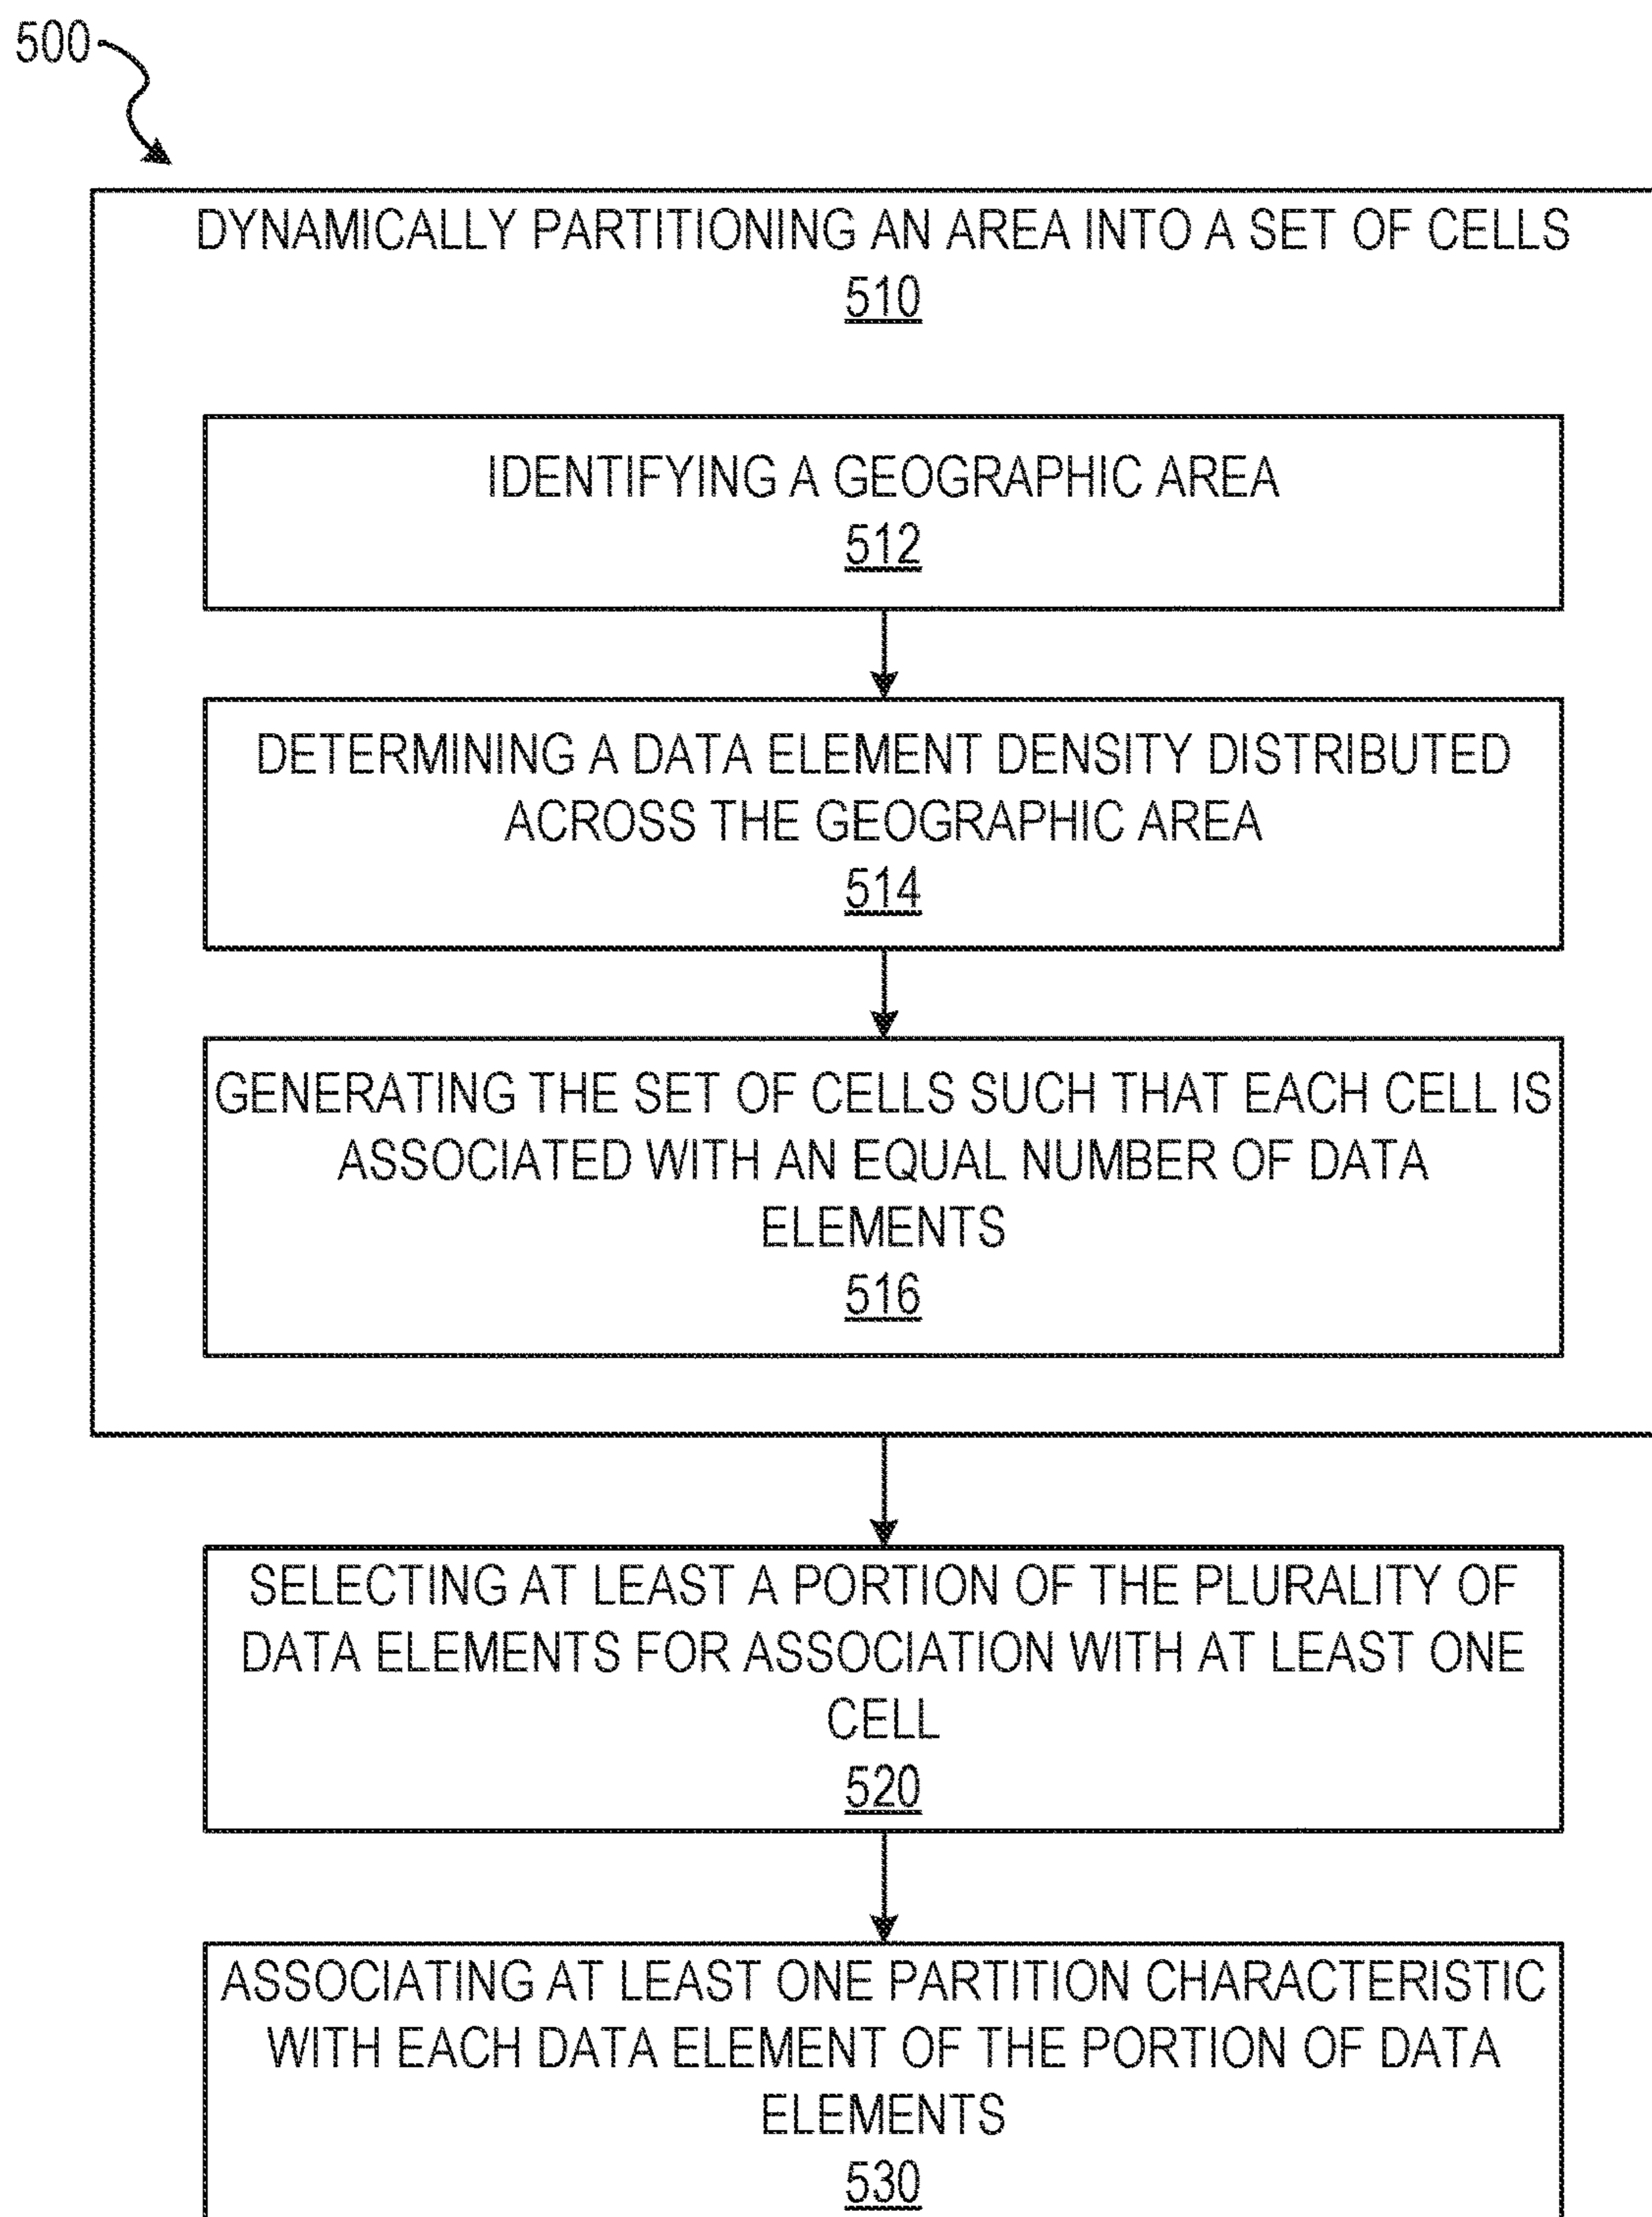 500
DYNAMICALLY PARTITIONING AN AREA INTO A SET OF CELLS
510
IDENTIFYING A GEOGRAPHIC AREA
512
DETERMINING A DATA ELEMENT DENSITY DISTRIBUTED
ACROSS THE GEOGRAPHIC AREA
514
GENERATING THE SET OF CELLS SUCH THAT EACH CELL IS
ASSOCIATED WITH AN EQUAL NUMBER OF DATA
ELEMENTS
516
SELECTING AT LEAST A PORTION OF THE PLURALITY OF
DATA ELEMENTS FOR ASSOCIATION WITH AT LEAST ONE
CELL
520
ASSOCIATING AT LEAST ONE PARTITION CHARACTERISTIC
WITH EACH DATA ELEMENT OF THE PORTION OF DATA
ELEMENTS
530